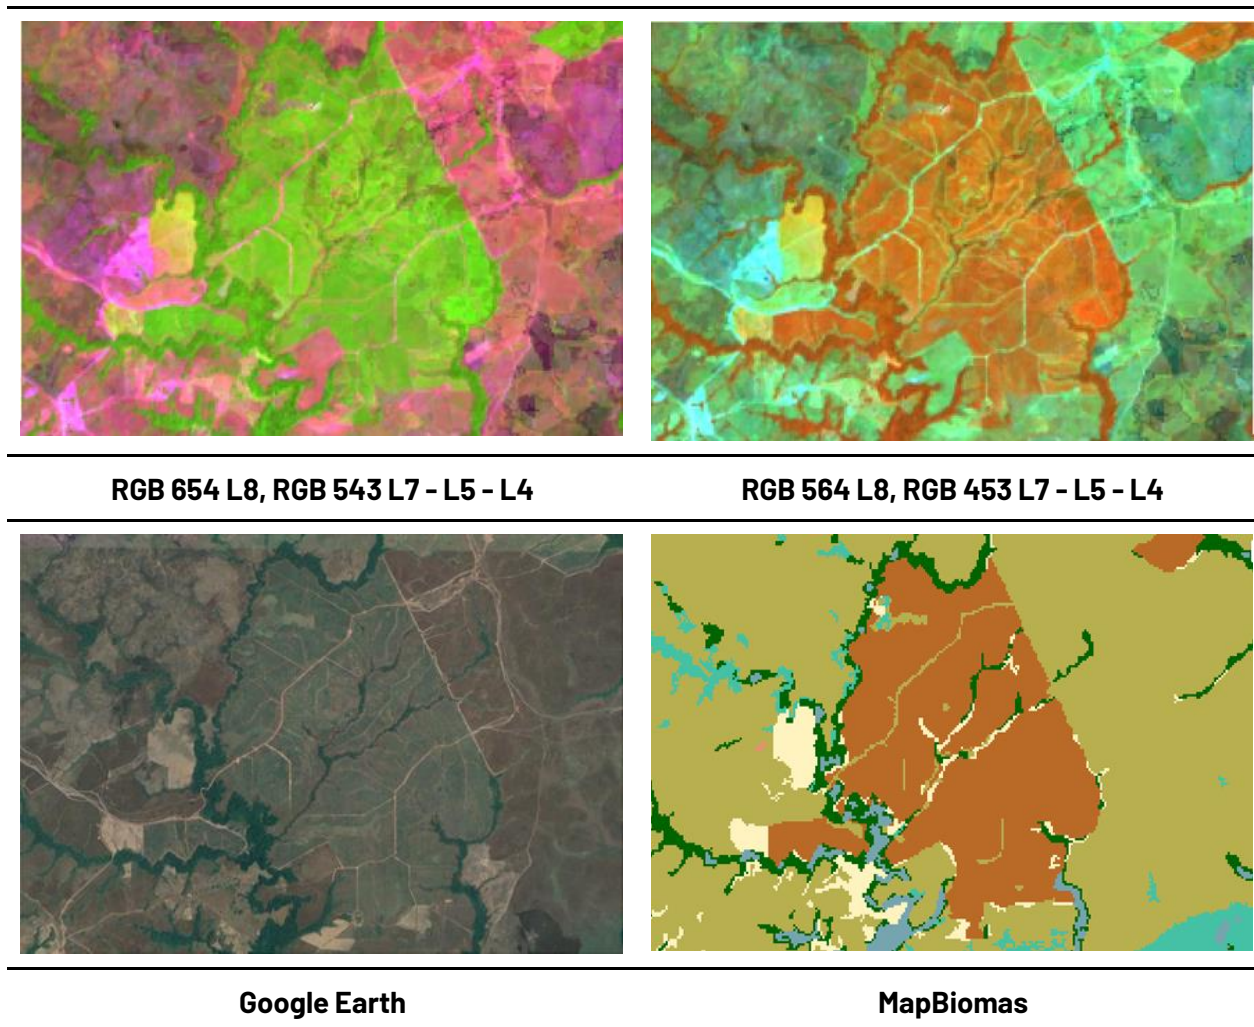 RGB 654 L8, RGB 543 L7 - L5 - L4
RGB 564 L8, RGB 453 L7 - L5 - L4
Google Earth
MapBiomas